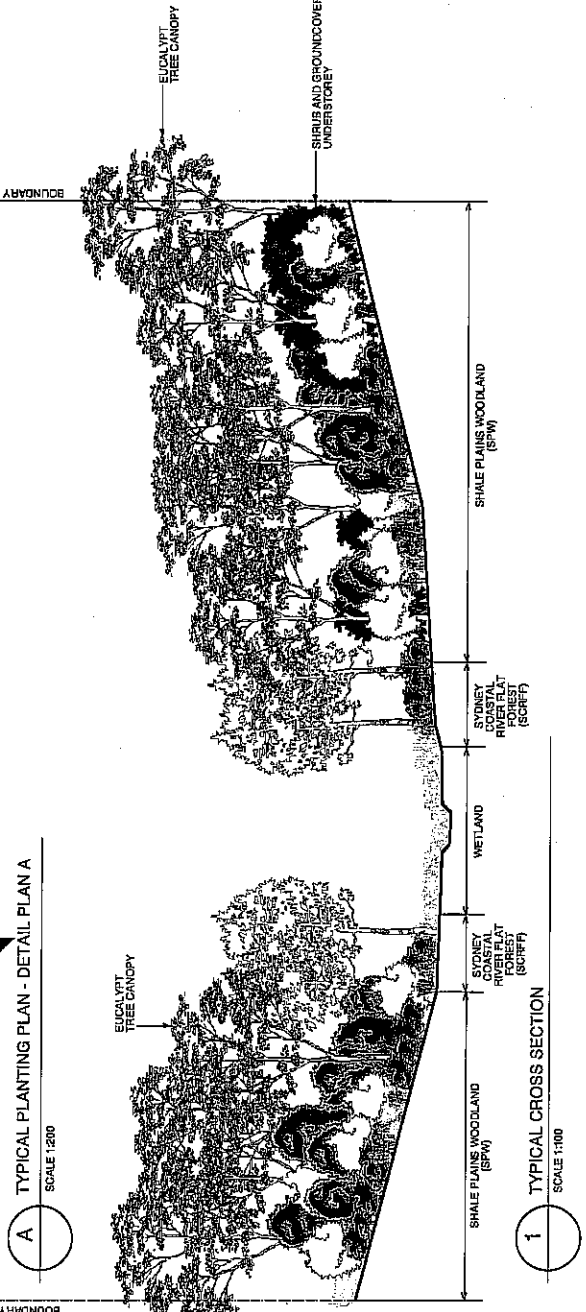 A
TYPICAL PLANTING PLAN - DETAIL PLAN A
SCALE 1:200
BOUNDARY
EUCALYPT
TREE CANOPY
EUCALYPT
TREE CANOPY
BOUNDARY
SHRUB AND GROUNDCOVER
UNDERSTOREY
SHALE PLAINS WOODLAND
(SPW)
SYDNEY
COASTAL
RIVER FLAT
FOREST
(SCRFF)
WETLAND
SYDNEY
COASTAL
RIVER FLAT
FOREST
(SCRFF)
SHALE PLAINS WOODLAND
(SPW)
1
TYPICAL CROSS SECTION
SCALE 1:100